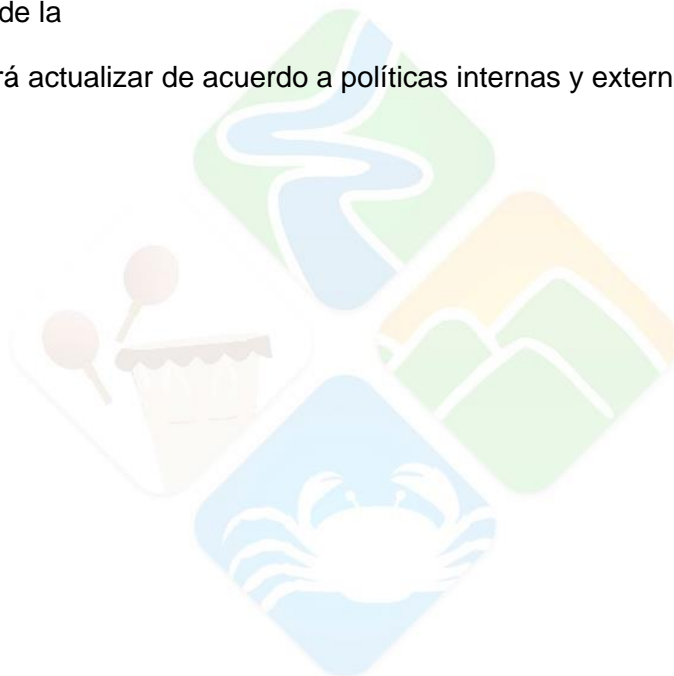 de la
rá actualizar de acuerdo a políticas internas y extern